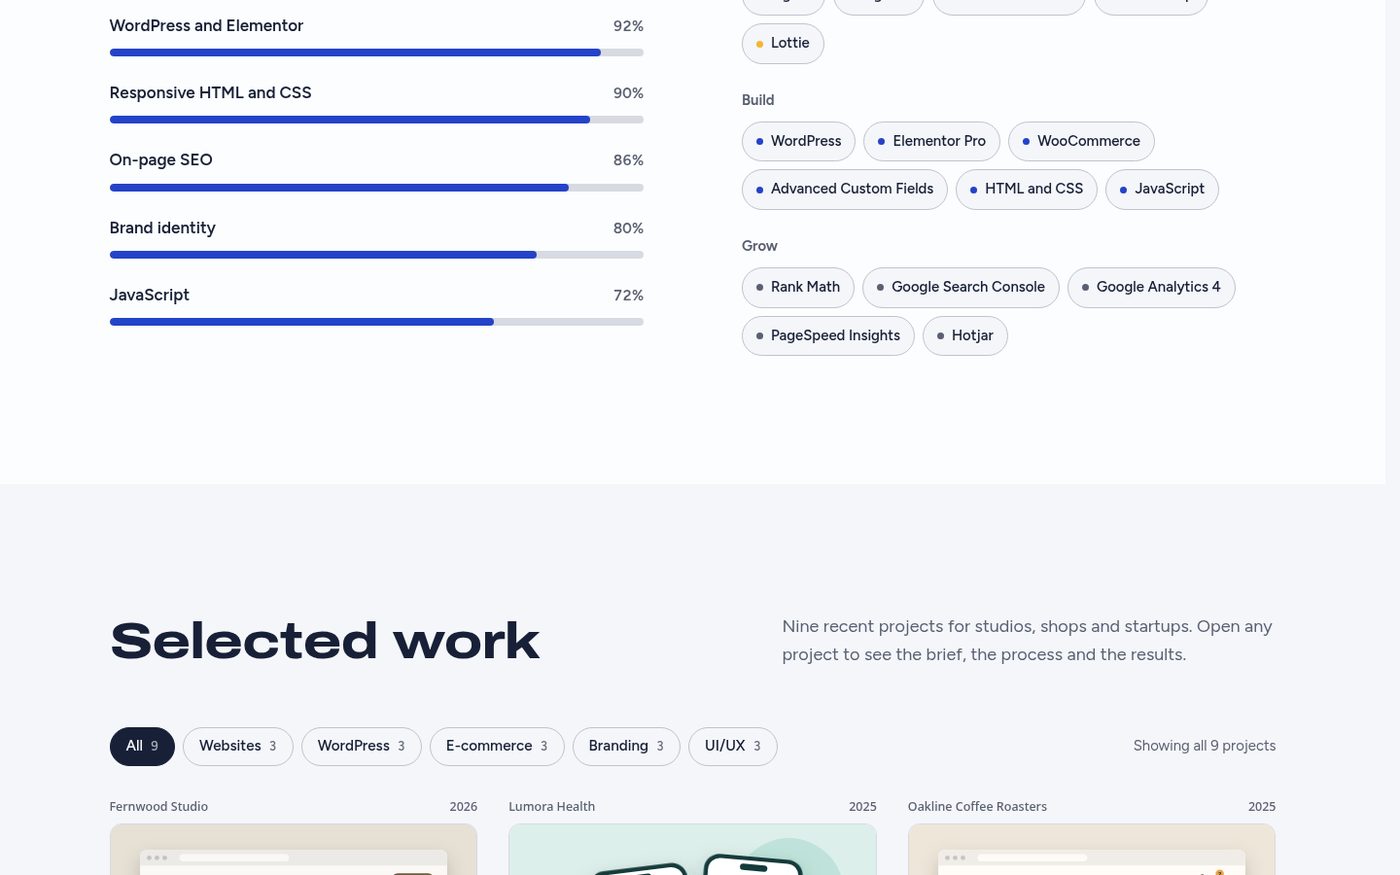 WordPress and Elementor 92%
Responsive HTML and CSS 90%
On-page SEO 86%
Brand identity 80%
JavaScript 72%
Lottie
Build
WordPress Elementor Pro WooCommerce
Advanced Custom Fields HTML and CSS JavaScript
Grow
Rank Math Google Search Console Google Analytics 4
PageSpeed Insights Hotjar
Selected work
Nine recent projects for studios, shops and startups. Open any
project to see the brief, the process and the results.
All 9 Websites 3 WordPress 3 E-commerce 3 Branding 3 UI/UX 3
Showing all 9 projects
Fernwood Studio 2026
Lumora Health 2025
Oakline Coffee Roasters 2025